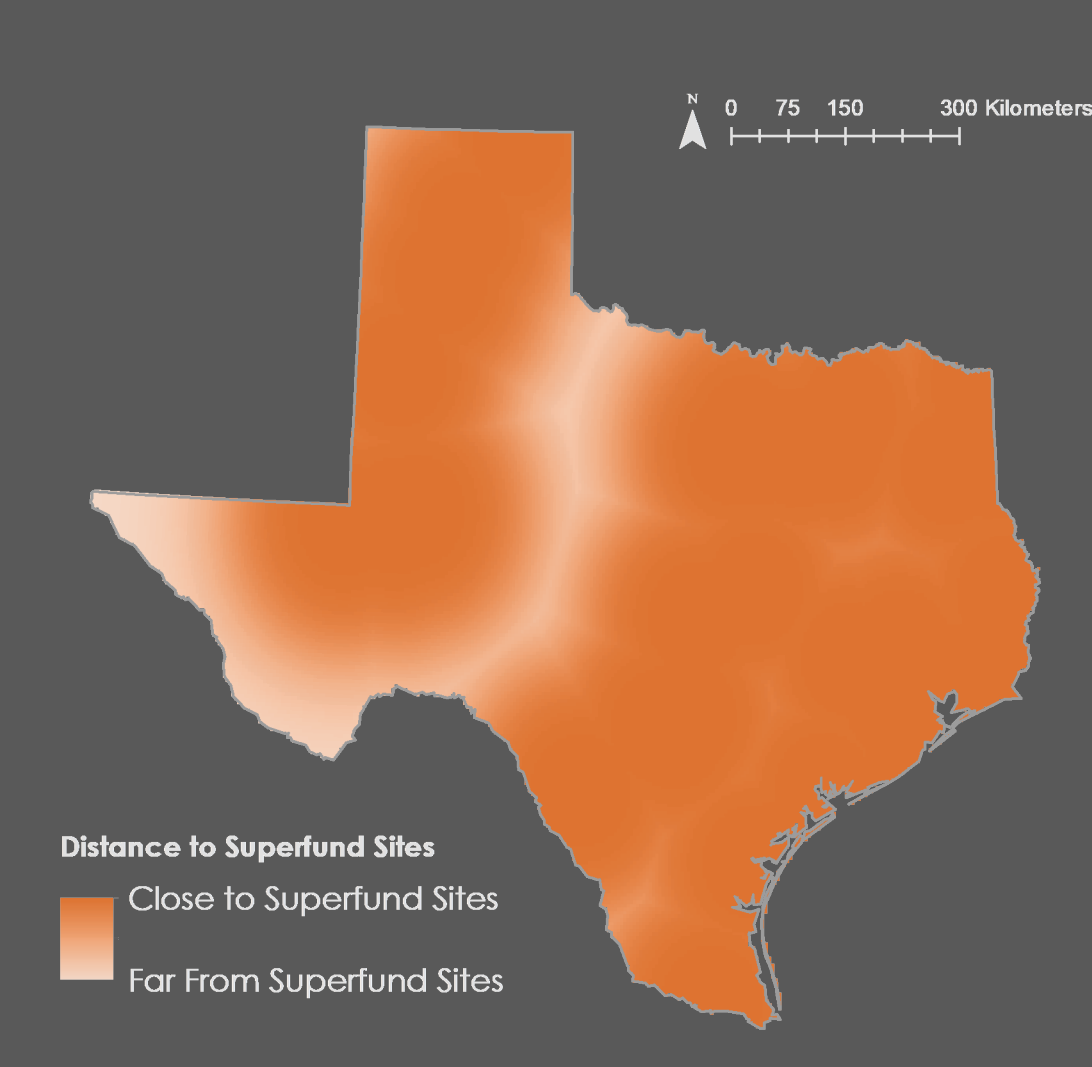 N
0 75 150 300 Kilometers
Distance to Superfund Sites
Close to Superfund Sites
Far From Superfund Sites